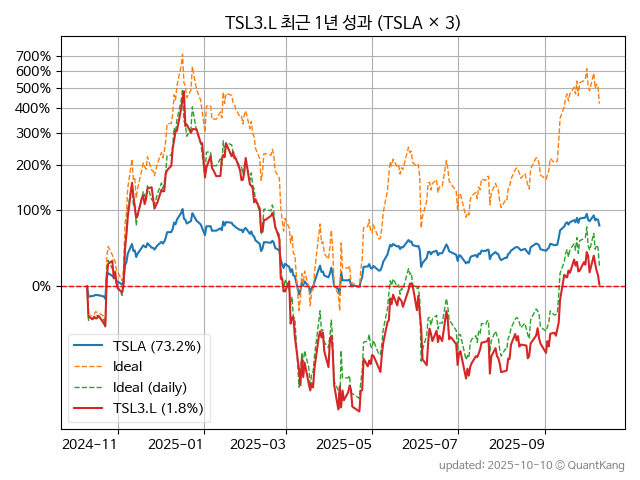 TSL3.L 최근 1년 성과 (TSLA × 3)
700%
600%
500%
400%
300%
200%
100%
0%
TSLA (73.2%)
Ideal
Ideal (daily)
TSL3.L (1.8%)
2024-11
2025-01
2025-03
2025-05
2025-07
2025-09
updated: 2025-10-10 © QuantKang